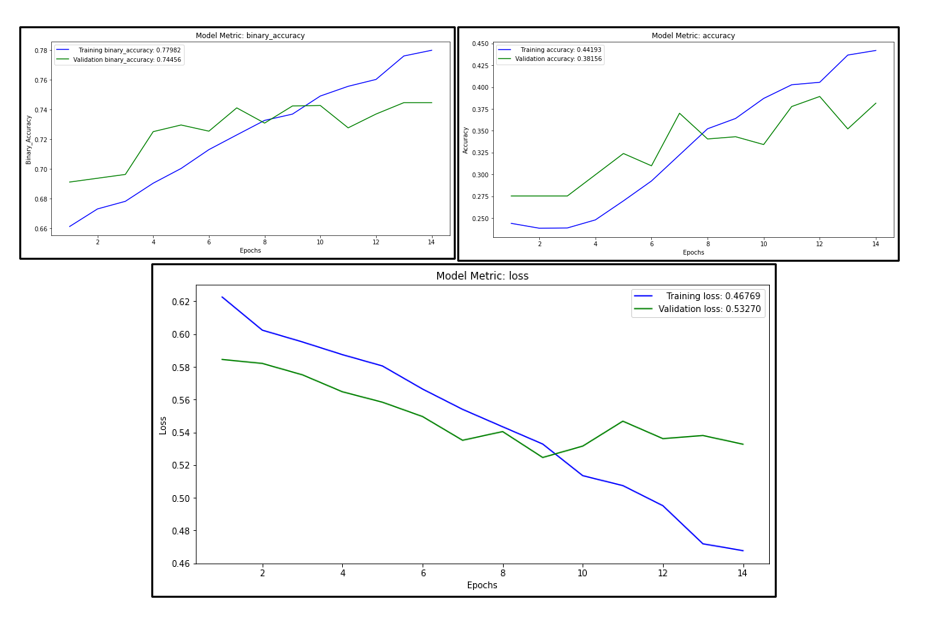 Model Metric: binary_accuracy
Training binary_accuracy: 0.77982
Validation binary_accuracy: 0.74456
Binary_Accuracy
0.78
0.76
0.74
0.72
0.70
0.68
0.66
2 4 6 8 10 12 14
Epochs
Model Metric: accuracy
Training accuracy: 0.44193
Validation accuracy: 0.38156
Accuracy
0.450
0.425
0.400
0.375
0.350
0.325
0.300
0.275
0.250
2 4 6 8 10 12 14
Epochs
Model Metric: loss
Training loss: 0.46769
Validation loss: 0.53270
Loss
0.62
0.60
0.58
0.56
0.54
0.52
0.50
0.48
0.46
2 4 6 8 10 12 14
Epochs